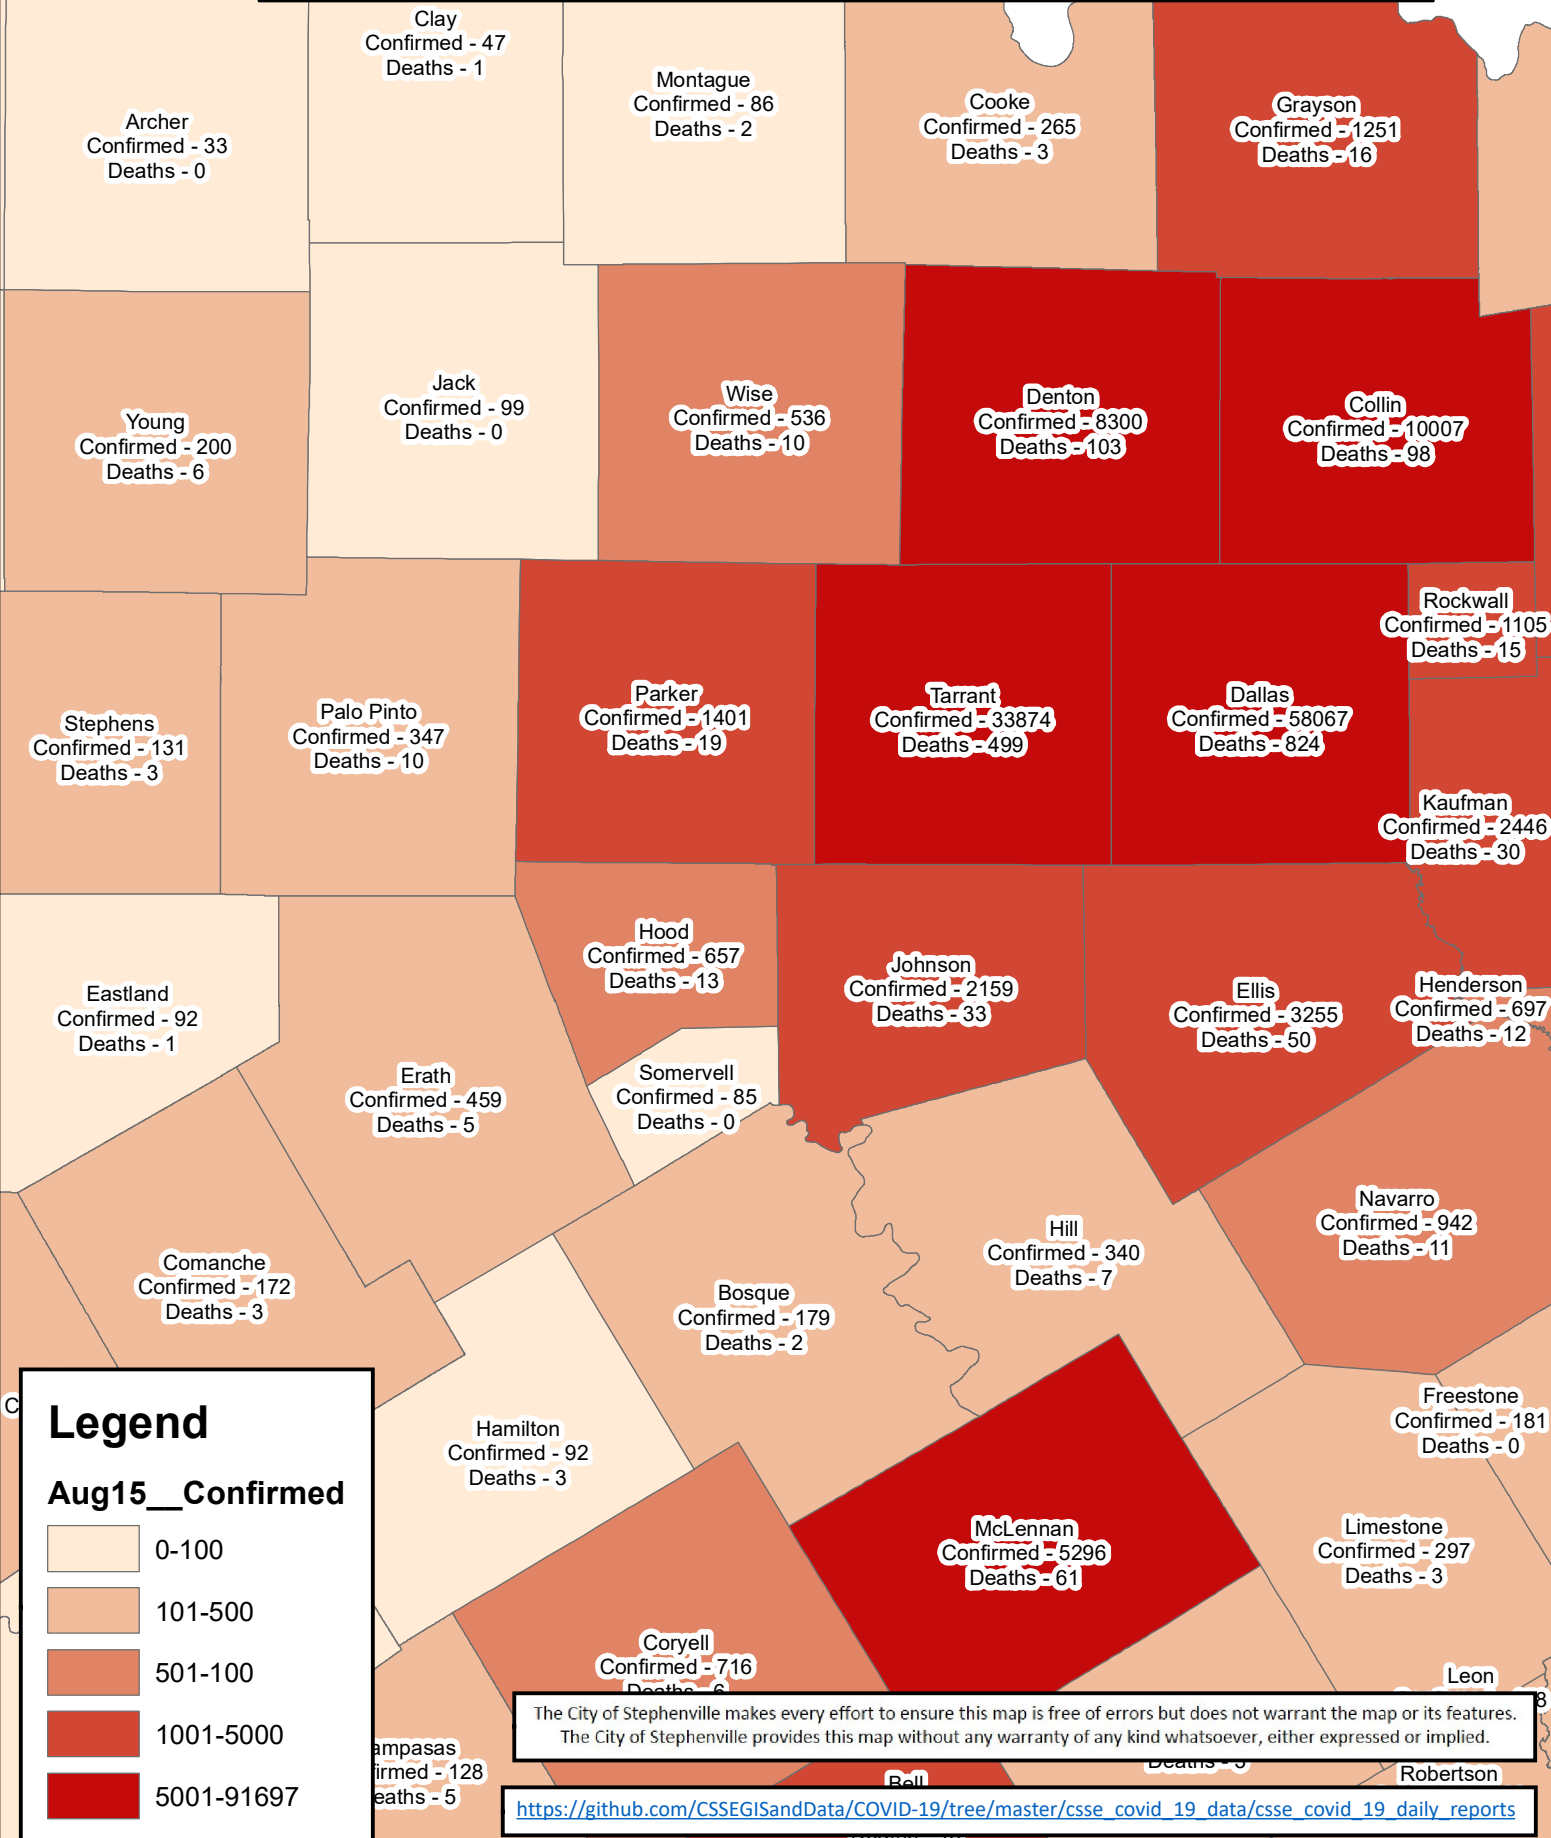 Clay
Confirmed - 47
Deaths - 1
Montague
Confirmed - 86
Deaths - 2
Cooke
Confirmed - 265
Deaths - 3
Grayson
Confirmed - 1251
Deaths - 16
Archer
Confirmed - 33
Deaths - 0
Young
Confirmed - 200
Deaths - 6
Jack
Confirmed - 99
Deaths - 0
Wise
Confirmed - 536
Deaths - 10
Denton
Confirmed - 8300
Deaths - 103
Collin
Confirmed - 10007
Deaths - 98
Rockwall
Confirmed - 1105
Deaths - 15
Stephens
Confirmed - 131
Deaths - 3
Palo Pinto
Confirmed - 347
Deaths - 10
Parker
Confirmed - 1401
Deaths - 19
Tarrant
Confirmed - 33874
Deaths - 499
Dallas
Confirmed - 58067
Deaths - 824
Kaufman
Confirmed - 2446
Deaths - 30
Eastland
Confirmed - 92
Deaths - 1
Erath
Confirmed - 459
Deaths - 5
Hood
Confirmed - 657
Deaths - 13
Somervell
Confirmed - 85
Deaths - 0
Johnson
Confirmed - 2159
Deaths - 33
Ellis
Confirmed - 3255
Deaths - 50
Henderson
Confirmed - 697
Deaths - 12
Comanche
Confirmed - 172
Deaths - 3
Bosque
Confirmed - 179
Deaths - 2
Hill
Confirmed - 340
Deaths - 7
Navarro
Confirmed - 942
Deaths - 11
Freestone
Confirmed - 181
Deaths - 0
Hamilton
Confirmed - 92
Deaths - 3
McLennan
Confirmed - 5296
Deaths - 61
Limestone
Confirmed - 297
Deaths - 3
Coryell
Confirmed - 716
Deaths - 6
Leon
8
C
Legend
Aug15__Confirmed
0-100
101-500
501-100
1001-5000
5001-91697
ampasas
firmed - 128
eaths - 5
The City of Stephenville makes every effort to ensure this map is free of errors but does not warrant the map or its features.
The City of Stephenville provides this map without any warranty of any kind whatsoever, either expressed or implied.
Deaths - 3
Bell
Robertson
https://github.com/CSSEGISandData/COVID-19/tree/master/csse_covid_19_data/csse_covid_19_daily_reports